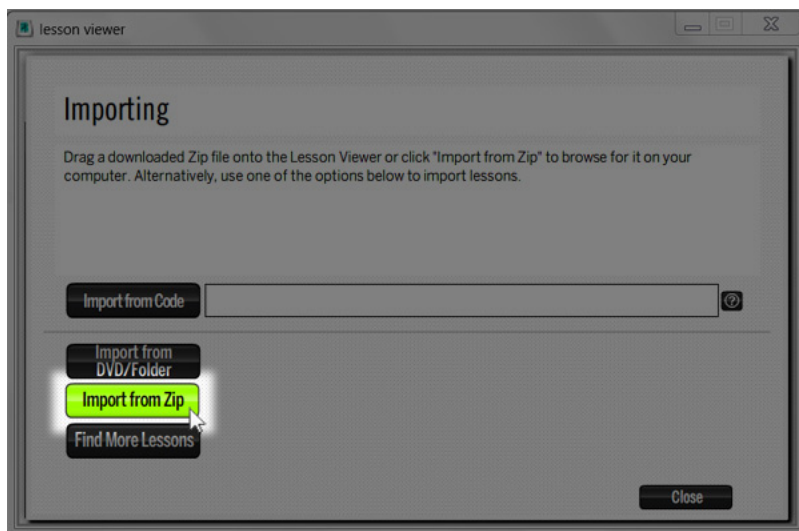 lesson viewer
Importing
Drag a downloaded Zip file onto the Lesson Viewer or click "Import from Zip" to browse for it on your
computer. Alternatively, use one of the options below to import lessons.
Import from Code
Import from
DVD/Folder
Import from Zip
Find More Lessons
Close